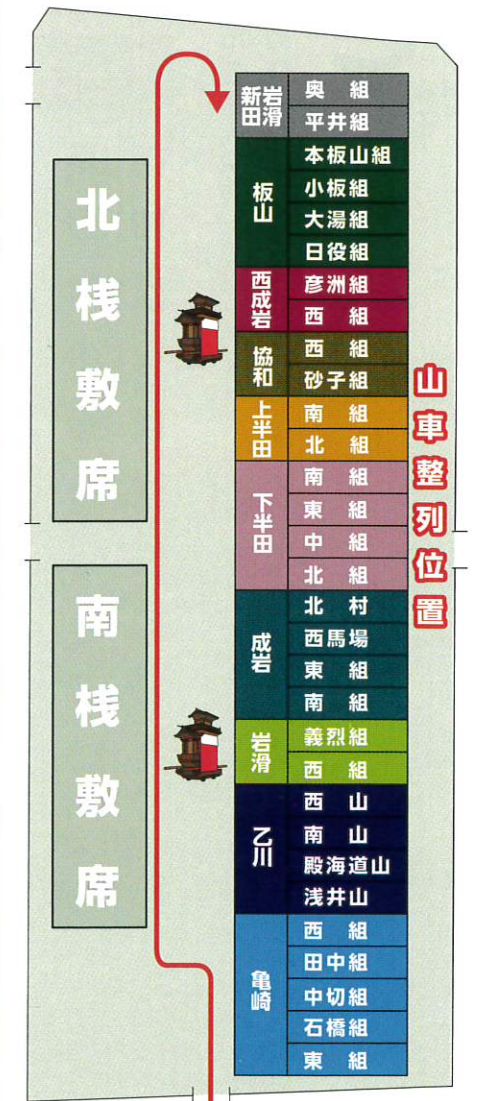 北桟敷席
南桟敷席
山車整列位置
岩滑新田
奥組
平井組
板山
本板山組
小板組
大湯組
日役組
西成岩
彦洲組
西組
協和
西組
砂子組
上半田
南組
北組
下半田
南組
東組
中組
北組
成岩
北村
西馬場
東組
南組
岩滑
義烈組
西組
乙川
西山
南山
殿海道山
浅井山
亀崎
西組
田中組
中切組
石橋組
東組